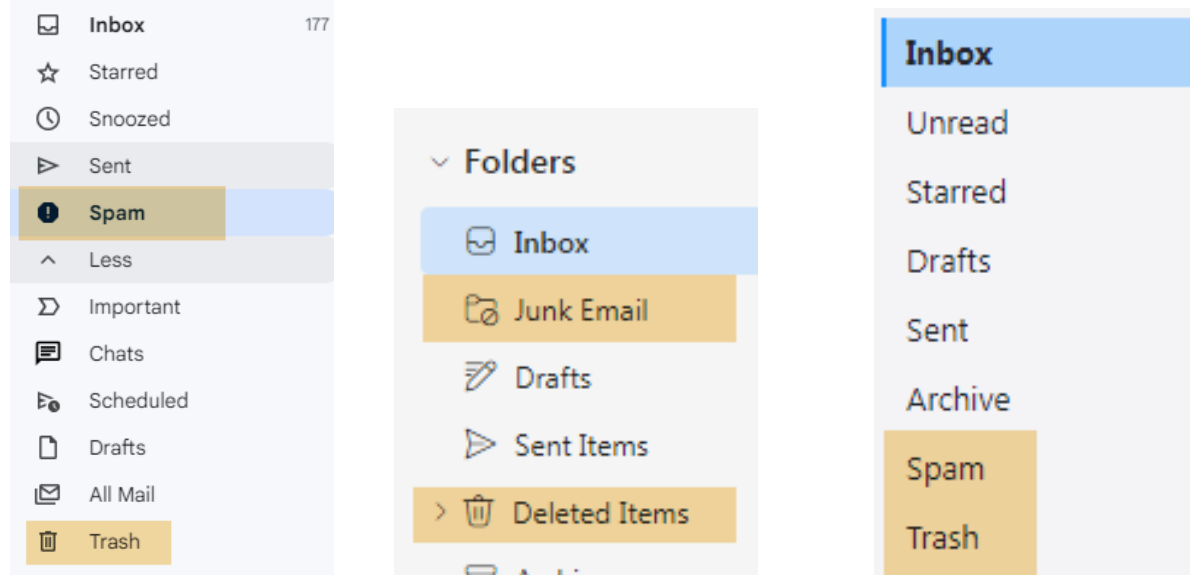 Inbox 177
Starred
Snoozed
Sent
Spam
Less
Important
Chats
Scheduled
Drafts
All Mail
Trash
Folders
Inbox
Junk Email
Drafts
Sent Items
Deleted Items
Inbox
Unread
Starred
Drafts
Sent
Archive
Spam
Trash